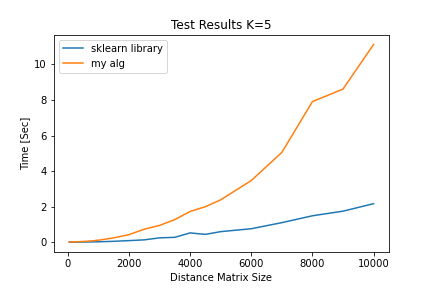 Test Results K=5
sklearn library
my alg
10
8
6
4
2
0
Time [Sec]
0 2000 4000 6000 8000 10000
Distance Matrix Size